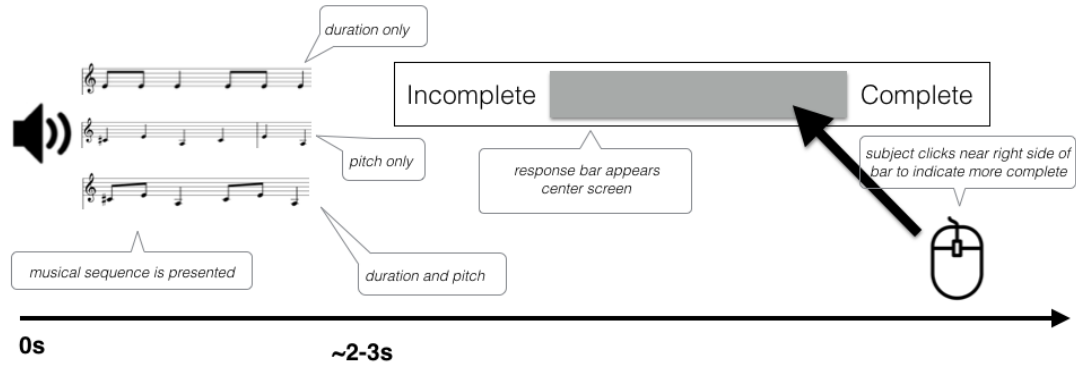 duration only
pitch only
duration and pitch
musical sequence is presented
Incomplete
Complete
response bar appears
center screen
subject clicks near right side of
bar to indicate more complete
0s
~2-3s